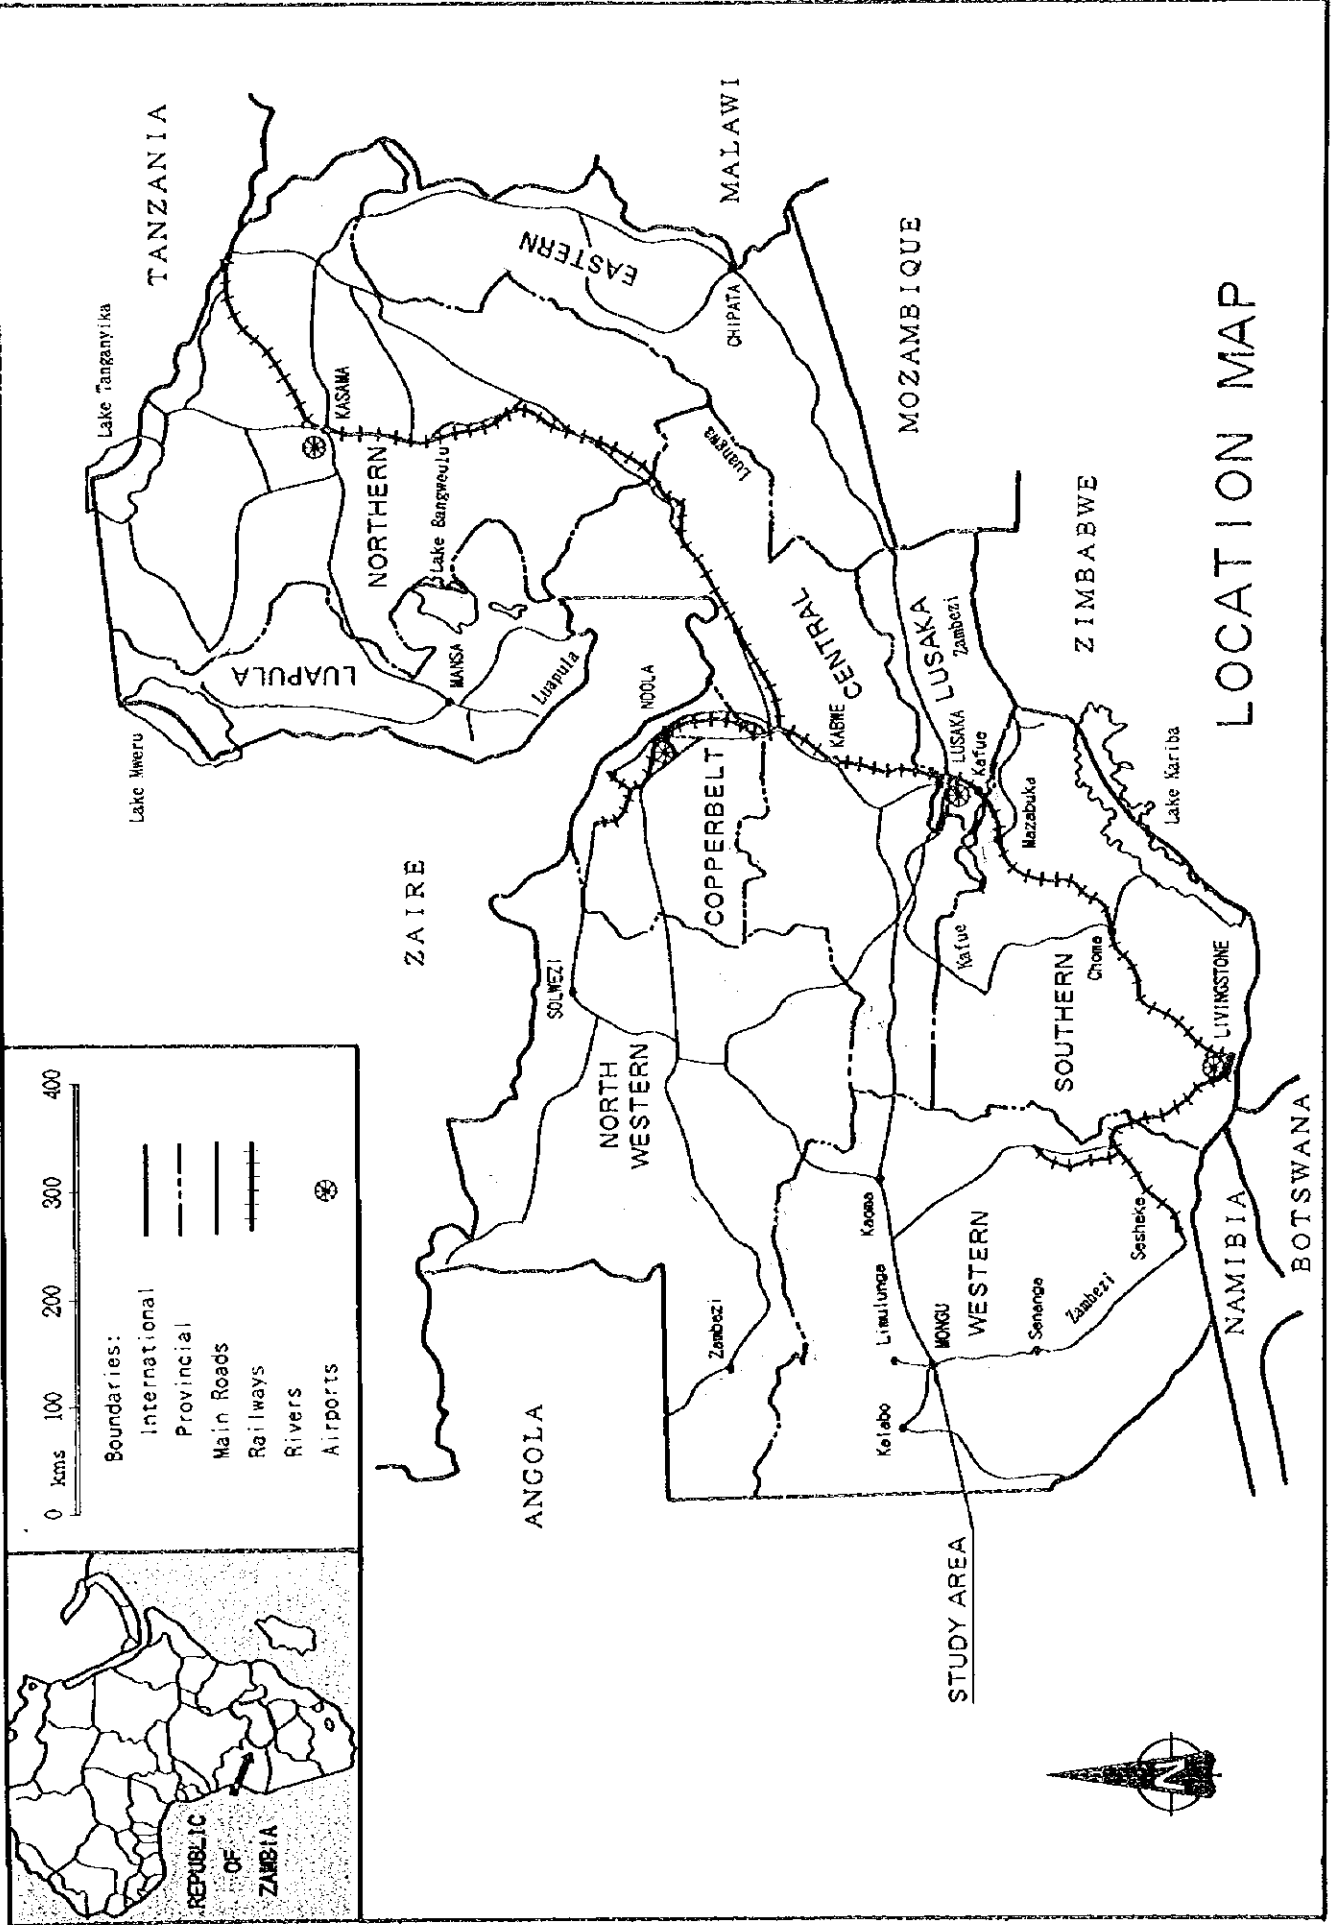 REPUBLIC
OF
ZAMBIA
0 kms 100 200 300 400
Boundaries:
International
Provincial
Main Roads
Railways
Rivers
Airports
Lake Tanganyika
TANZANIA
Lake Mweru
KASAMA
NORTHERN
LUAPULA
Lake Bangweulu
MANSA
Luapula
EASTERN
MALAWI
CHIPATA
ZAIRE
NDOLA
Luangwa
MOZAMBIQUE
SOLWEZI
COPPERBELT
CENTRAL
KABWE
NORTH
WESTERN
LUSAKA
Zambezi
LUSAKA
Kafue
ZIMBABWE
ANGOLA
Zambezi
Kafue
Mazabuka
Lake Kariba
Kaoma
Limulunga
Kalabo
MONGU
WESTERN
SOUTHERN
Choma
Senanga
Zambezi
Sesheke
LIVINGSTONE
NAMIBIA
BOTSWANA
STUDY AREA
N
LOCATION MAP